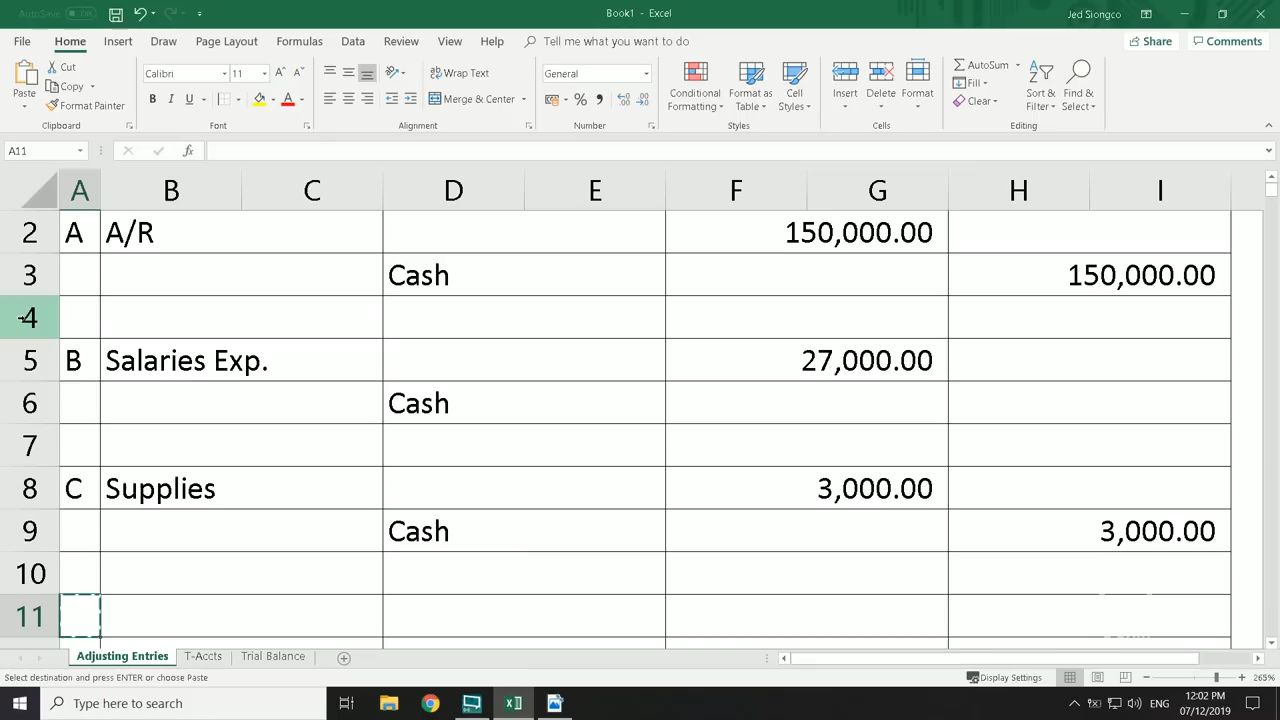 AutoSave Off
Book1 - Excel
Jed Siongco
File Home Insert Draw Page Layout Formulas Data Review View Help Tell me what you want to do Share Comments
Paste Cut Copy Format Painter
Calibri 11 A A
B I U A
Wrap Text
Merge & Center
General
% ,
Conditional Formatting
Format as Table
Cell Styles
Insert Delete Format
AutoSum
Fill
Clear
Sort & Filter
Find & Select
Clipboard Font Alignment Number Styles Cells Editing
A11 fx
A B C D E F G H I
2 A A/R 150,000.00
3 Cash 150,000.00
4
5 B Salaries Exp. 27,000.00
6 Cash
7
8 C Supplies 3,000.00
9 Cash 3,000.00
10
11
Adjusting Entries T-Accts Trial Balance
Select destination and press ENTER or choose Paste Display Settings 265%
Type here to search
ENG
12:02 PM
07/12/2019